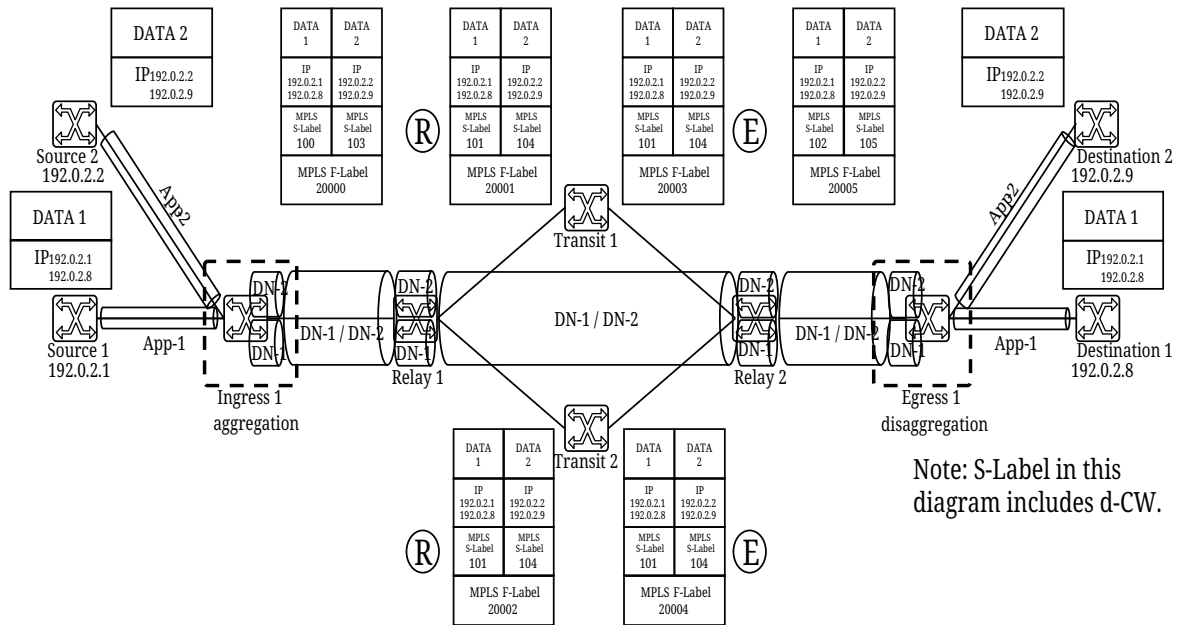 DATA 2
IP192.0.2.2
192.0.2.9
DATA
1
DATA
2
IP
192.0.2.1
192.0.2.8
IP
192.0.2.2
192.0.2.9
MPLS
S-Label
100
MPLS
S-Label
103
MPLS F-Label
20000
R
DATA
1
DATA
2
IP
192.0.2.1
192.0.2.8
IP
192.0.2.2
192.0.2.9
MPLS
S-Label
101
MPLS
S-Label
104
MPLS F-Label
20001
DATA
1
DATA
2
IP
192.0.2.1
192.0.2.8
IP
192.0.2.2
192.0.2.9
MPLS
S-Label
101
MPLS
S-Label
104
MPLS F-Label
20003
E
DATA
1
DATA
2
IP
192.0.2.1
192.0.2.8
IP
192.0.2.2
192.0.2.9
MPLS
S-Label
102
MPLS
S-Label
105
MPLS F-Label
20005
DATA 2
IP192.0.2.2
192.0.2.9
Source 2
192.0.2.2
App2
DATA 1
IP192.0.2.1
192.0.2.8
Source 1
192.0.2.1
App-1
DN-2
DN-1
Ingress 1
aggregation
DN-1 / DN-2
DN-2
DN-1
Relay 1
Transit 1
DN-1 / DN-2
Transit 2
DN-2
DN-1
Relay 2
DN-1 / DN-2
DN-2
DN-1
Egress 1
disaggregation
App2
App-1
Destination 2
192.0.2.9
DATA 1
IP192.0.2.1
192.0.2.8
Destination 1
192.0.2.8
R
DATA
1
DATA
2
IP
192.0.2.1
192.0.2.8
IP
192.0.2.2
192.0.2.9
MPLS
S-Label
101
MPLS
S-Label
104
MPLS F-Label
20002
DATA
1
DATA
2
IP
192.0.2.1
192.0.2.8
IP
192.0.2.2
192.0.2.9
MPLS
S-Label
101
MPLS
S-Label
104
MPLS F-Label
20004
E
Note: S-Label in this
diagram includes d-CW.